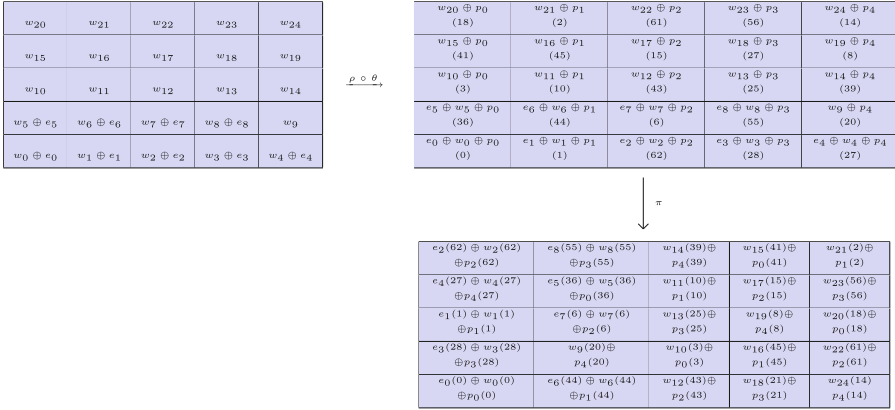 w20 w21 w22 w23 w24
w15 w16 w17 w18 w19
w10 w11 w12 w13 w14
w5 ⊕ e5 w6 ⊕ e6 w7 ⊕ e7 w8 ⊕ e8 w9
w0 ⊕ e0 w1 ⊕ e1 w2 ⊕ e2 w3 ⊕ e3 w4 ⊕ e4
ρ ∘ θ
w20 ⊕ p0 w21 ⊕ p1 w22 ⊕ p2 w23 ⊕ p3 w24 ⊕ p4
(18) (2) (61) (56) (14)
w15 ⊕ p0 w16 ⊕ p1 w17 ⊕ p2 w18 ⊕ p3 w19 ⊕ p4
(41) (45) (15) (27) (8)
w10 ⊕ p0 w11 ⊕ p1 w12 ⊕ p2 w13 ⊕ p3 w14 ⊕ p4
(3) (10) (43) (25) (39)
e5 ⊕ w5 ⊕ p0 e6 ⊕ w6 ⊕ p1 e7 ⊕ w7 ⊕ p2 e8 ⊕ w8 ⊕ p3 w9 ⊕ p4
(36) (44) (6) (55) (20)
e0 ⊕ w0 ⊕ p0 e1 ⊕ w1 ⊕ p1 e2 ⊕ w2 ⊕ p2 e3 ⊕ w3 ⊕ p3 e4 ⊕ w4 ⊕ p4
(0) (1) (62) (28) (27)
π
e2(62) ⊕ w2(62) e8(55) ⊕ w8(55) w14(39)⊕ w15(41)⊕ w21(2)⊕
⊕p2(62) ⊕p3(55) p4(39) p0(41) p1(2)
e4(27) ⊕ w4(27) e5(36) ⊕ w5(36) w11(10)⊕ w17(15)⊕ w23(56)⊕
⊕p4(27) ⊕p0(36) p1(10) p2(15) p3(56)
e1(1) ⊕ w1(1) e7(6) ⊕ w7(6) w13(25)⊕ w19(8)⊕ w20(18)⊕
⊕p1(1) ⊕p2(6) p3(25) p4(8) p0(18)
e3(28) ⊕ w3(28) w9(20)⊕ w10(3)⊕ w16(45)⊕ w22(61)⊕
⊕p3(28) p4(20) p0(3) p1(45) p2(61)
e0(0) ⊕ w0(0) e6(44) ⊕ w6(44) w12(43)⊕ w18(21)⊕ w24(14)
⊕p0(0) ⊕p1(44) p2(43) p3(21) p4(14)